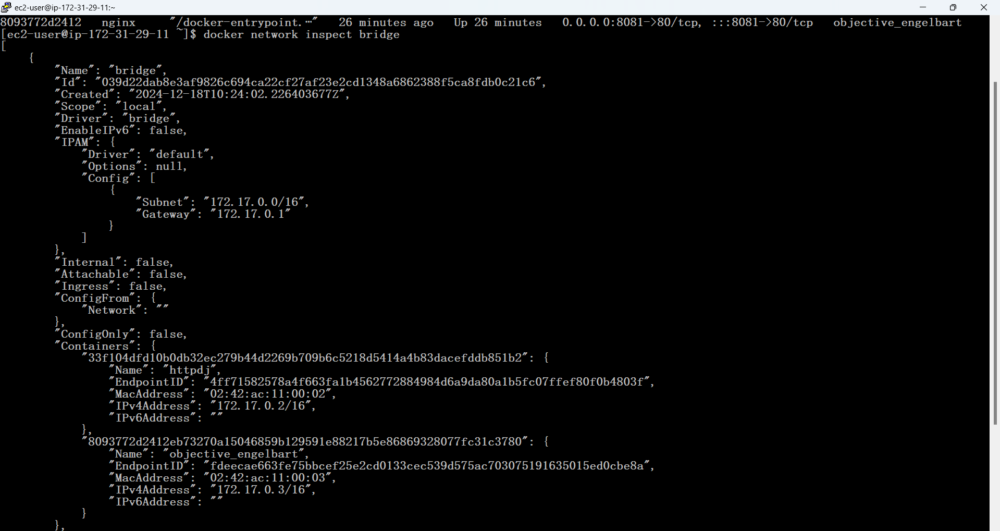 ec2-user@ip-172-31-29-11:~
8093772d2412   nginx     "/docker-entrypoint.…"   26 minutes ago   Up 26 minutes   0.0.0.0:8081->80/tcp, :::8081->80/tcp   objective_engelbart
[ec2-user@ip-172-31-29-11 ~]$ docker network inspect bridge
[
    {
        "Name": "bridge",
        "Id": "039d22dab8e3af9826c694ca22cf27af23e2cd1348a6862388f5ca8fdb0c21c6",
        "Created": "2024-12-18T10:24:02.226403677Z",
        "Scope": "local",
        "Driver": "bridge",
        "EnableIPv6": false,
        "IPAM": {
            "Driver": "default",
            "Options": null,
            "Config": [
                {
                    "Subnet": "172.17.0.0/16",
                    "Gateway": "172.17.0.1"
                }
            ]
        },
        "Internal": false,
        "Attachable": false,
        "Ingress": false,
        "ConfigFrom": {
            "Network": ""
        },
        "ConfigOnly": false,
        "Containers": {
            "33f104dfd10b0db32ec279b44d2269b709b6c5218d5414a4b83dacefddb851b2": {
                "Name": "httpdj",
                "EndpointID": "4ff71582578a4f663fa1b4562772884984d6a9da80a1b5fc07ffef80f0b4803f",
                "MacAddress": "02:42:ac:11:00:02",
                "IPv4Address": "172.17.0.2/16",
                "IPv6Address": ""
            },
            "8093772d2412eb73270a15046859b129591e88217b5e86869328077fc31c3780": {
                "Name": "objective_engelbart",
                "EndpointID": "fdeecae663fe75bbcef25e2cd0133cec539d575ac703075191635015ed0cbe8a",
                "MacAddress": "02:42:ac:11:00:03",
                "IPv4Address": "172.17.0.3/16",
                "IPv6Address": ""
            }
        },